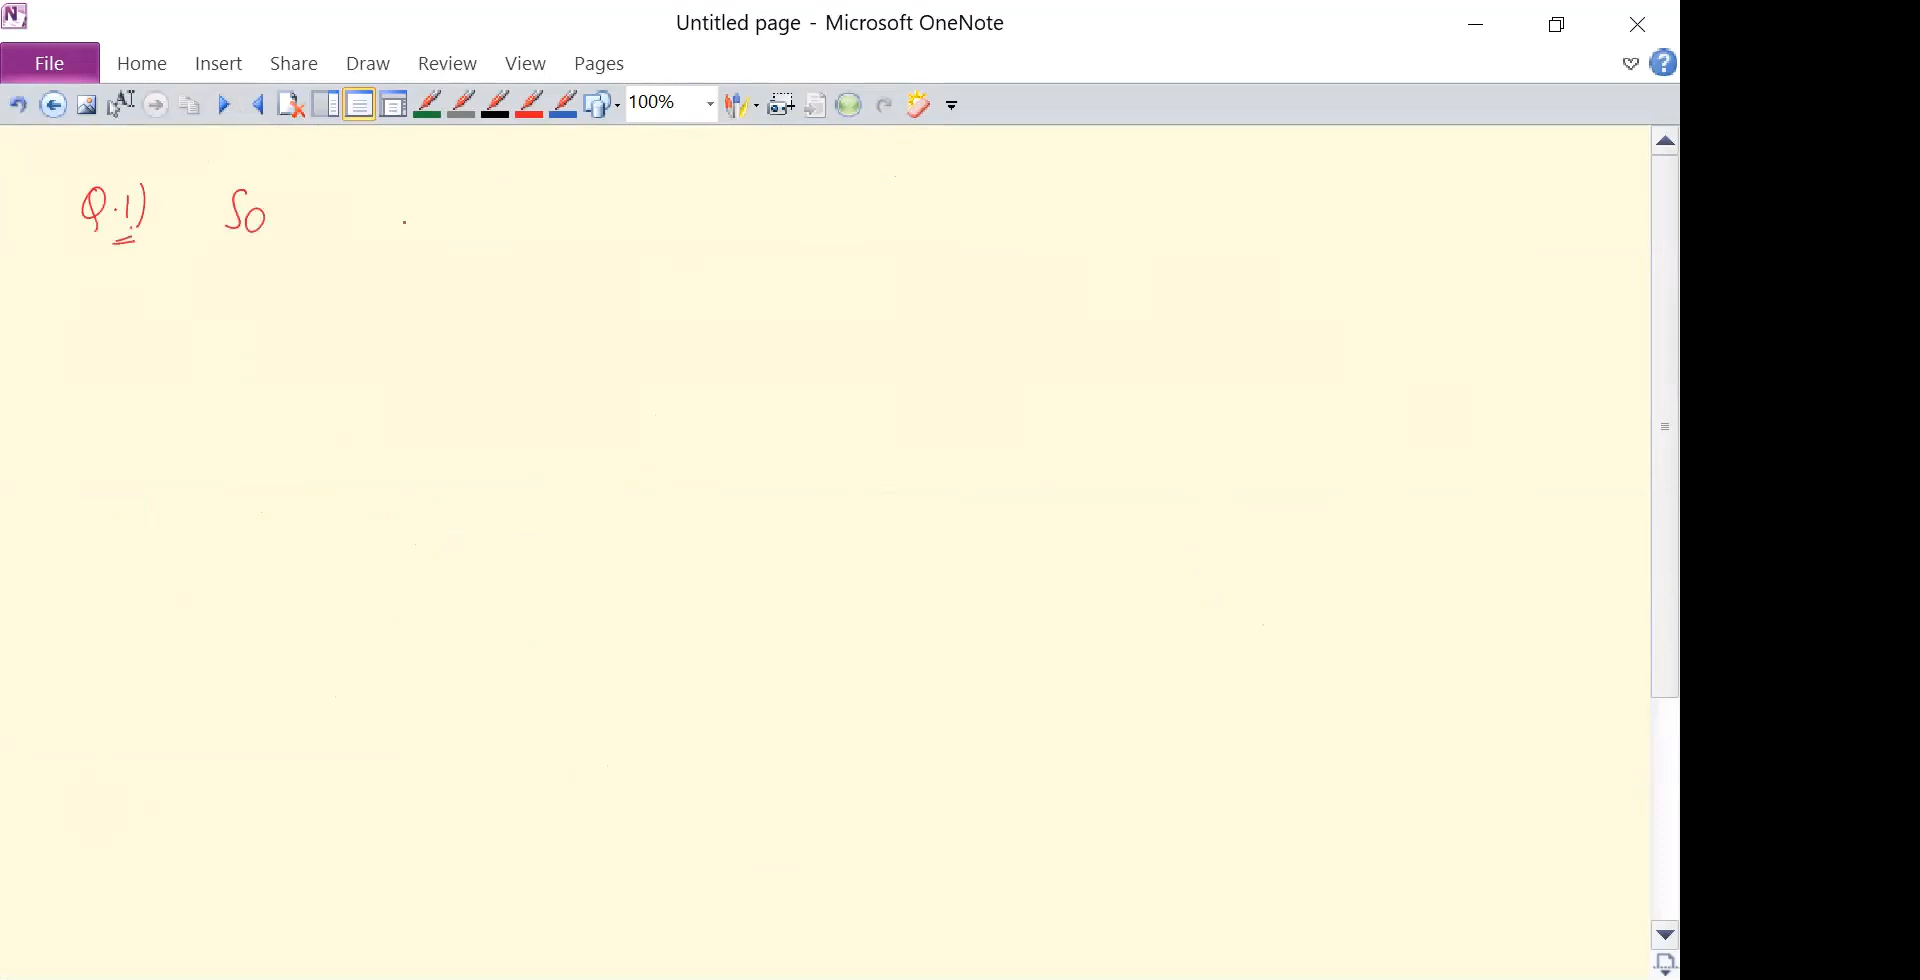 Untitled page - Microsoft OneNote
File Home Insert Share Draw Review View Pages
100%
Q.1) So